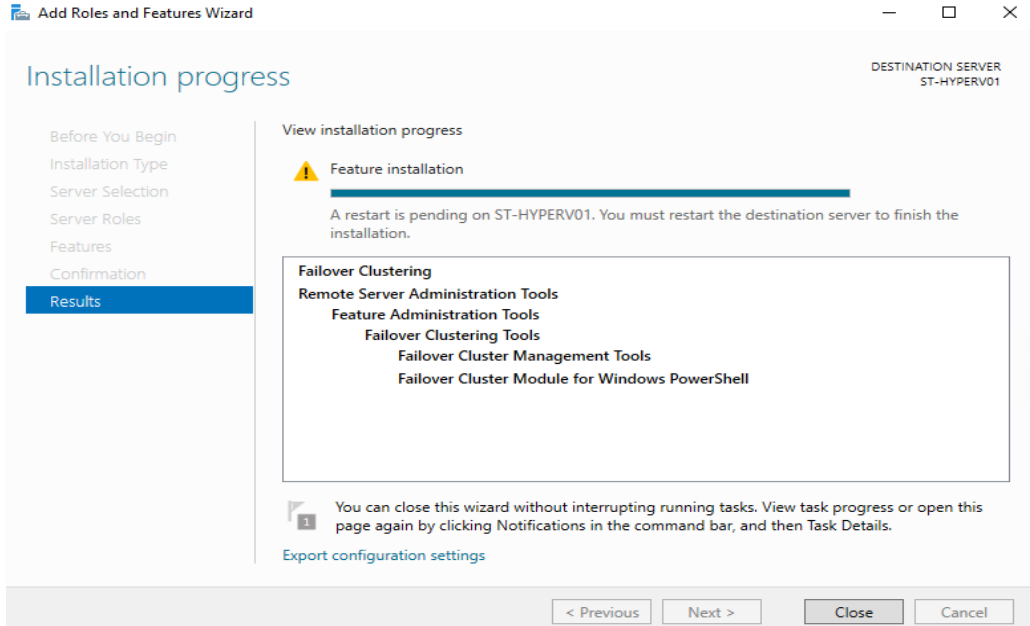 Add Roles and Features Wizard
Installation progress
DESTINATION SERVER
ST-HYPERV01
Before You Begin
Installation Type
Server Selection
Server Roles
Features
Confirmation
Results
View installation progress
Feature installation
A restart is pending on ST-HYPERV01. You must restart the destination server to finish the
installation.
Failover Clustering
Remote Server Administration Tools
Feature Administration Tools
Failover Clustering Tools
Failover Cluster Management Tools
Failover Cluster Module for Windows PowerShell
1
You can close this wizard without interrupting running tasks. View task progress or open this
page again by clicking Notifications in the command bar, and then Task Details.
Export configuration settings
< Previous
Next >
Close
Cancel